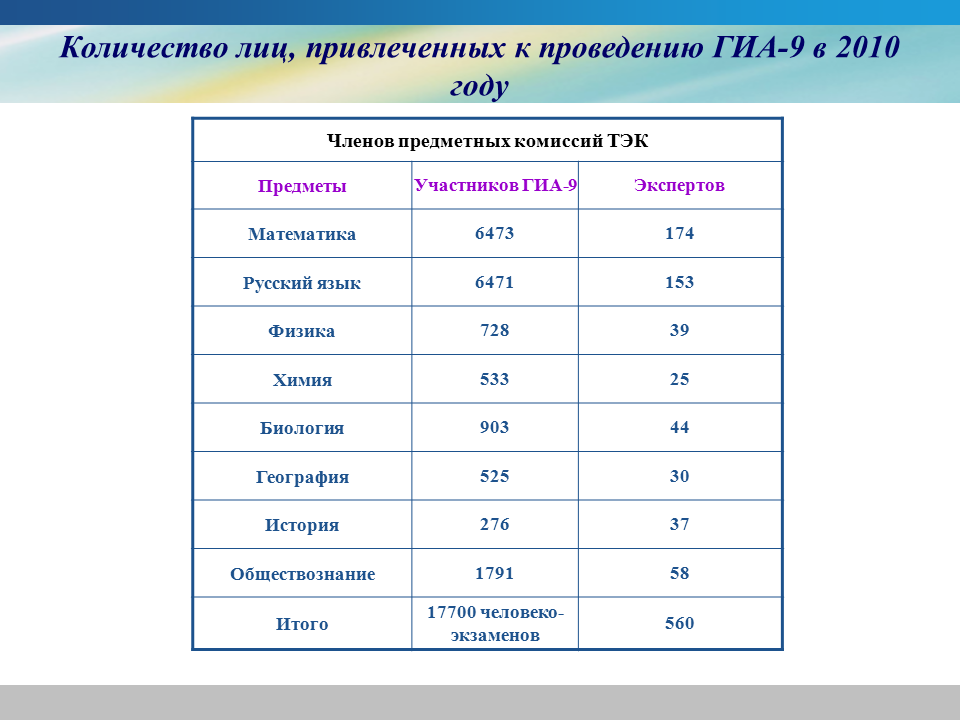 Количество лиц, привлеченных к проведению ГИА-9 в 2010
году
Членов предметных комиссий ТЭК
Предметы Участников ГИА-9 Экспертов
Математика 6473 174
Русский язык 6471 153
Физика 728 39
Химия 533 25
Биология 903 44
География 525 30
История 276 37
Обществознание 1791 58
Итого 17700 человеко-
экзаменов 560